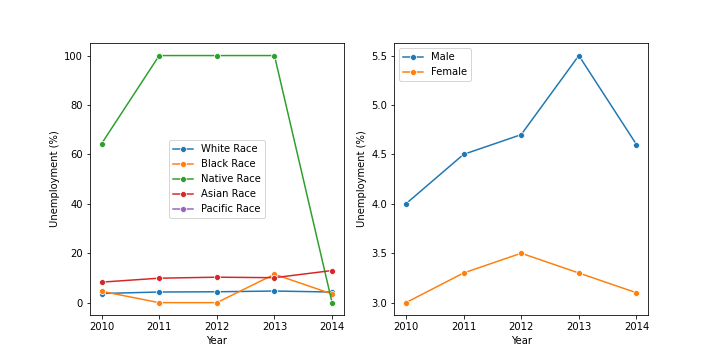 100
80
60
40
20
0
Unemployment (%)
2010 2011 2012 2013 2014
Year
White Race
Black Race
Native Race
Asian Race
Pacific Race
5.5
5.0
4.5
4.0
3.5
3.0
Unemployment (%)
2010 2011 2012 2013 2014
Year
Male
Female